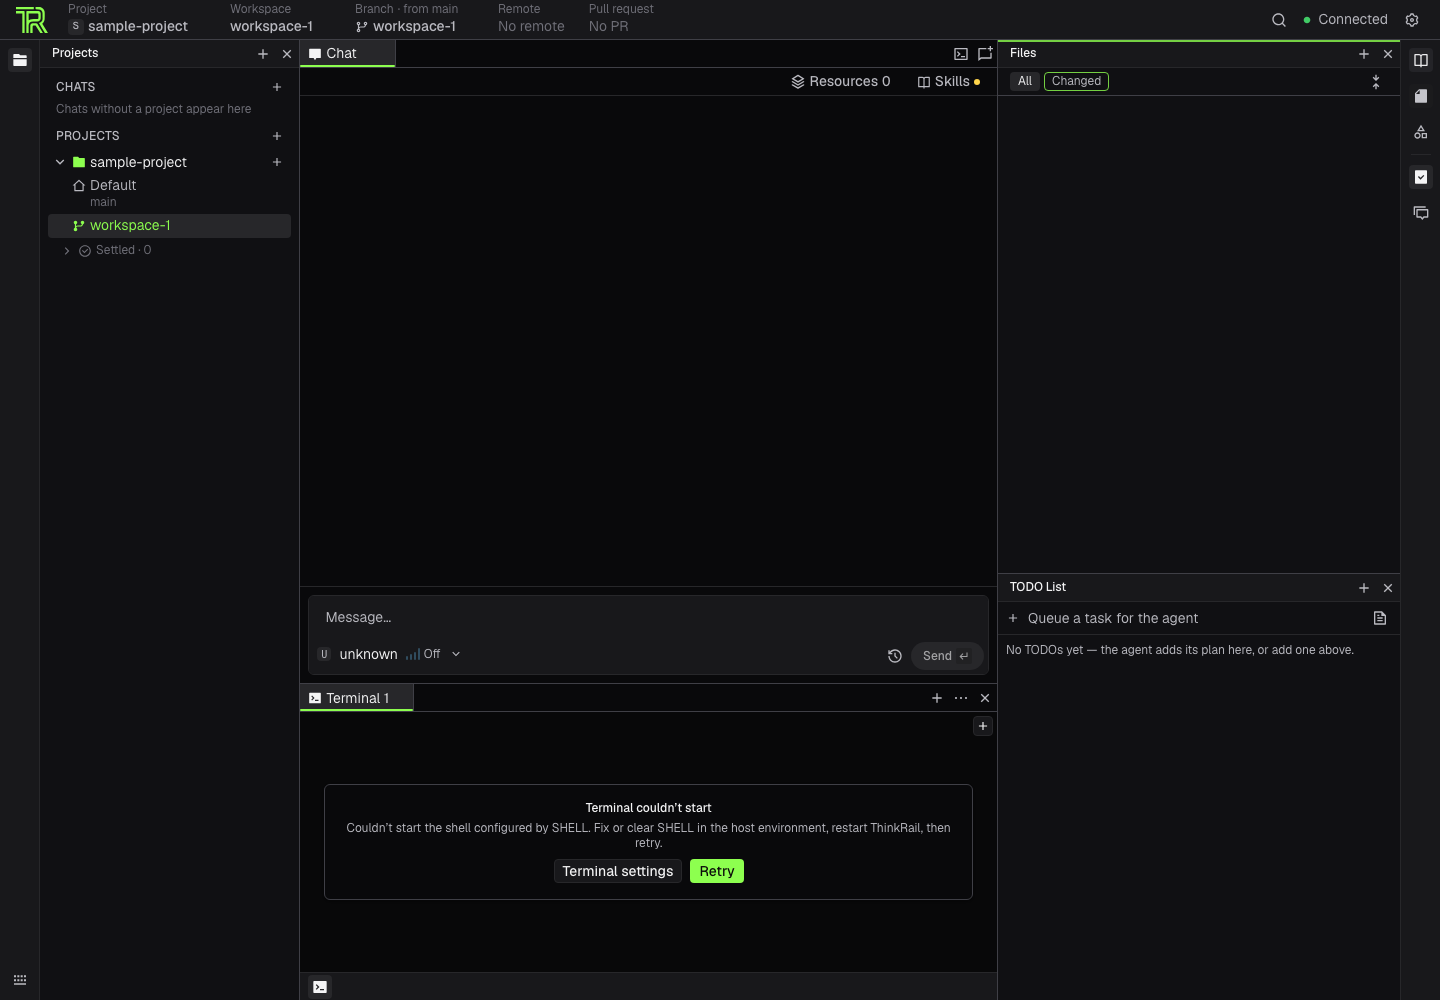 TR
Project
Workspace
Branch · from main
Remote
Pull request
S sample-project
workspace-1
workspace-1
No remote
No PR
Connected
Projects
CHATS
Chats without a project appear here
PROJECTS
sample-project
Default
main
workspace-1
Settled · 0
Chat
Resources 0
Skills
Message...
U unknown
Off
Send
Terminal 1
Terminal couldn't start
Couldn't start the shell configured by SHELL. Fix or clear SHELL in the host environment, restart ThinkRail, then
retry.
Terminal settings
Retry
Files
All
Changed
TODO List
Queue a task for the agent
No TODOs yet — the agent adds its plan here, or add one above.